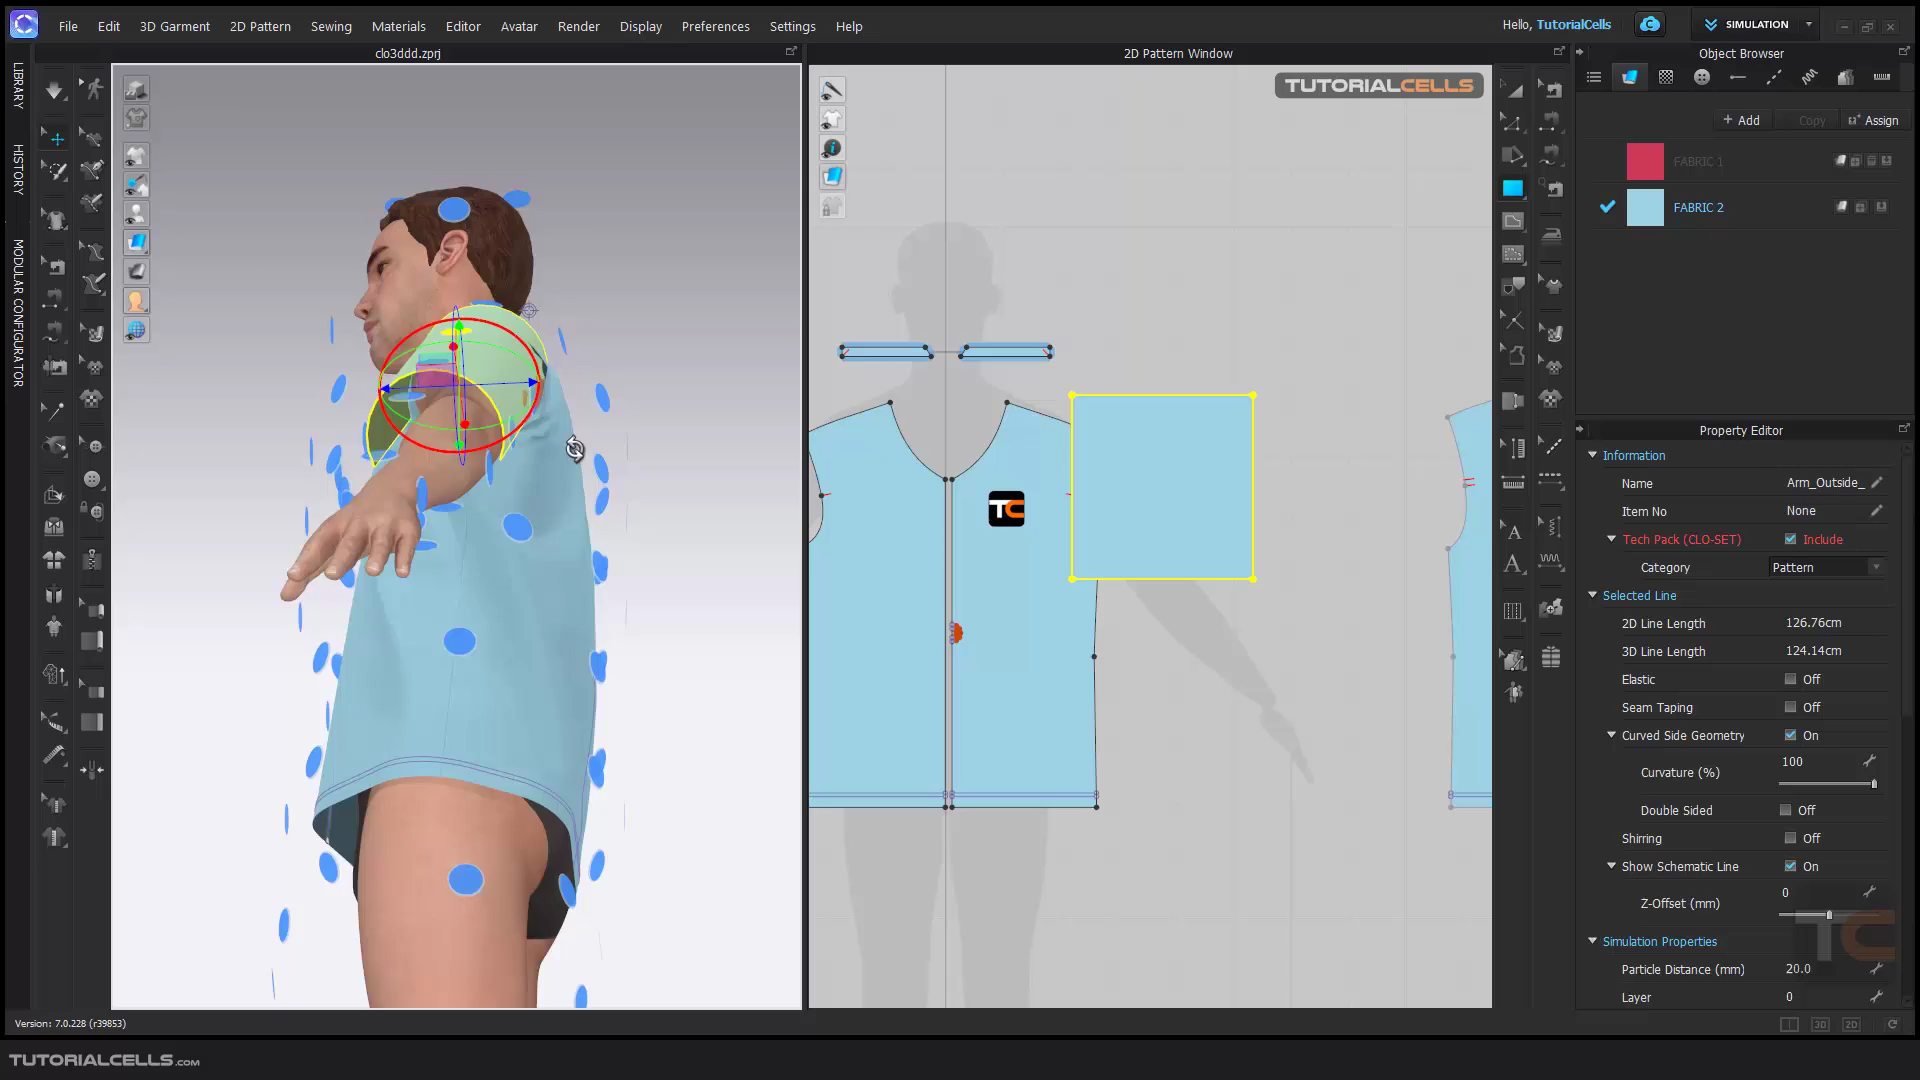 File Edit 3D Garment 2D Pattern Sewing Materials Editor Avatar Render Display Preferences Settings Help
Hello, TutorialCells
SIMULATION
clo3ddd.zprj
2D Pattern Window
Object Browser
LIBRARY
HISTORY
MODULAR CONFIGURATOR
TUTORIALCELLS
+ Add
Copy
Assign
FABRIC 1
FABRIC 2
TC
Property Editor
Information
Name Arm_Outside_
Item No None
Tech Pack (CLO-SET) Include
Category Pattern
Selected Line
2D Line Length 126.76cm
3D Line Length 124.14cm
Elastic Off
Seam Taping Off
Curved Side Geometry On
Curvature (%) 100
Double Sided Off
Shirring Off
Show Schematic Line On
Z-Offset (mm) 0
TC
Simulation Properties
Particle Distance (mm) 20.0
Layer 0
Version: 7.0.228 (r39853)
3D
2D
TUTORIALCELLS.com